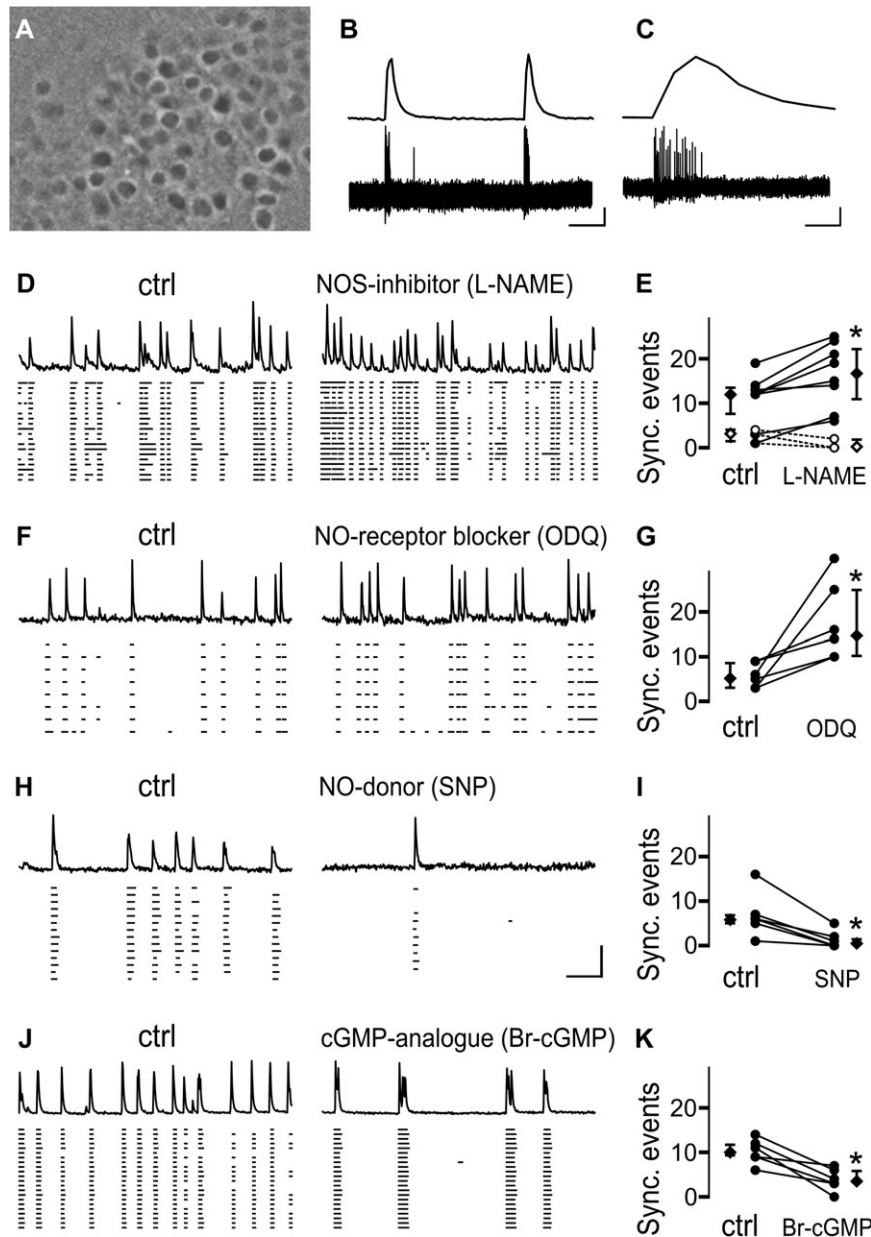 A
B
C
D
ctrl
NOS-inhibitor (L-NAME)
E
*
Sync. events
20
10
0
ctrl
L-NAME
F
ctrl
NO-receptor blocker (ODQ)
G
*
Sync. events
20
10
0
ctrl
ODQ
H
ctrl
NO-donor (SNP)
I
*
Sync. events
20
10
0
ctrl
SNP
J
ctrl
cGMP-analogue (Br-cGMP)
K
*
Sync. events
20
10
0
ctrl
Br-cGMP